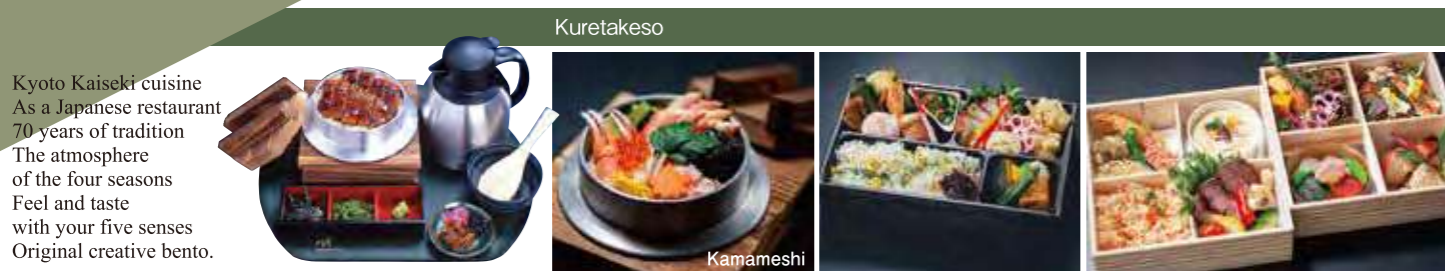 Kuretakeso
Kyoto Kaiseki cuisine
As a Japanese restaurant
70 years of tradition
The atmosphere
of the four seasons
Feel and taste
with your five senses
Original creative bento.
Kamameshi